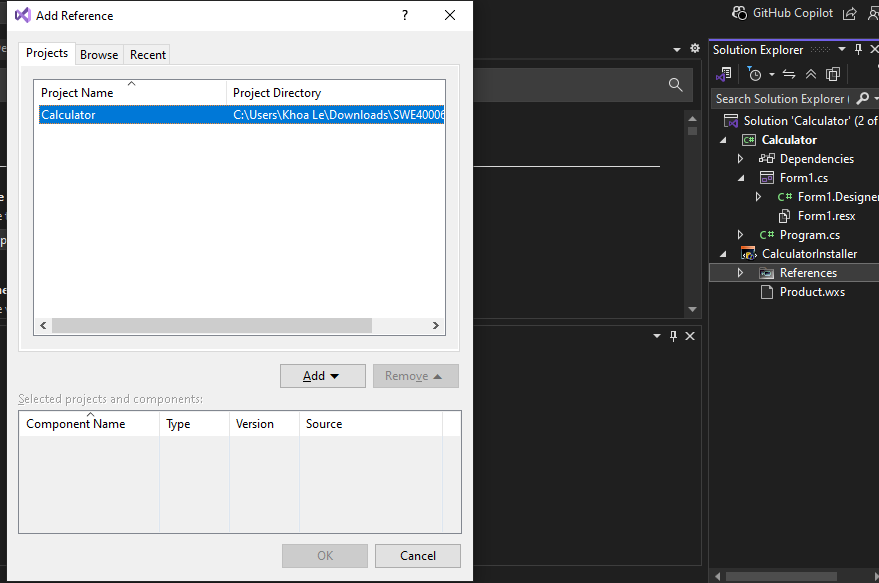 Add Reference
?
Projects
Browse
Recent
Project Name
Project Directory
Calculator
C:\Users\Khoa Le\Downloads\SWE40006
Add
Remove
Selected projects and components:
Component Name
Type
Version
Source
OK
Cancel
GitHub Copilot
Solution Explorer
Search Solution Explorer (
Solution 'Calculator' (2 of
C# Calculator
Dependencies
Form1.cs
C# Form1.Designer
Form1.resx
C# Program.cs
CalculatorInstaller
References
Product.wxs